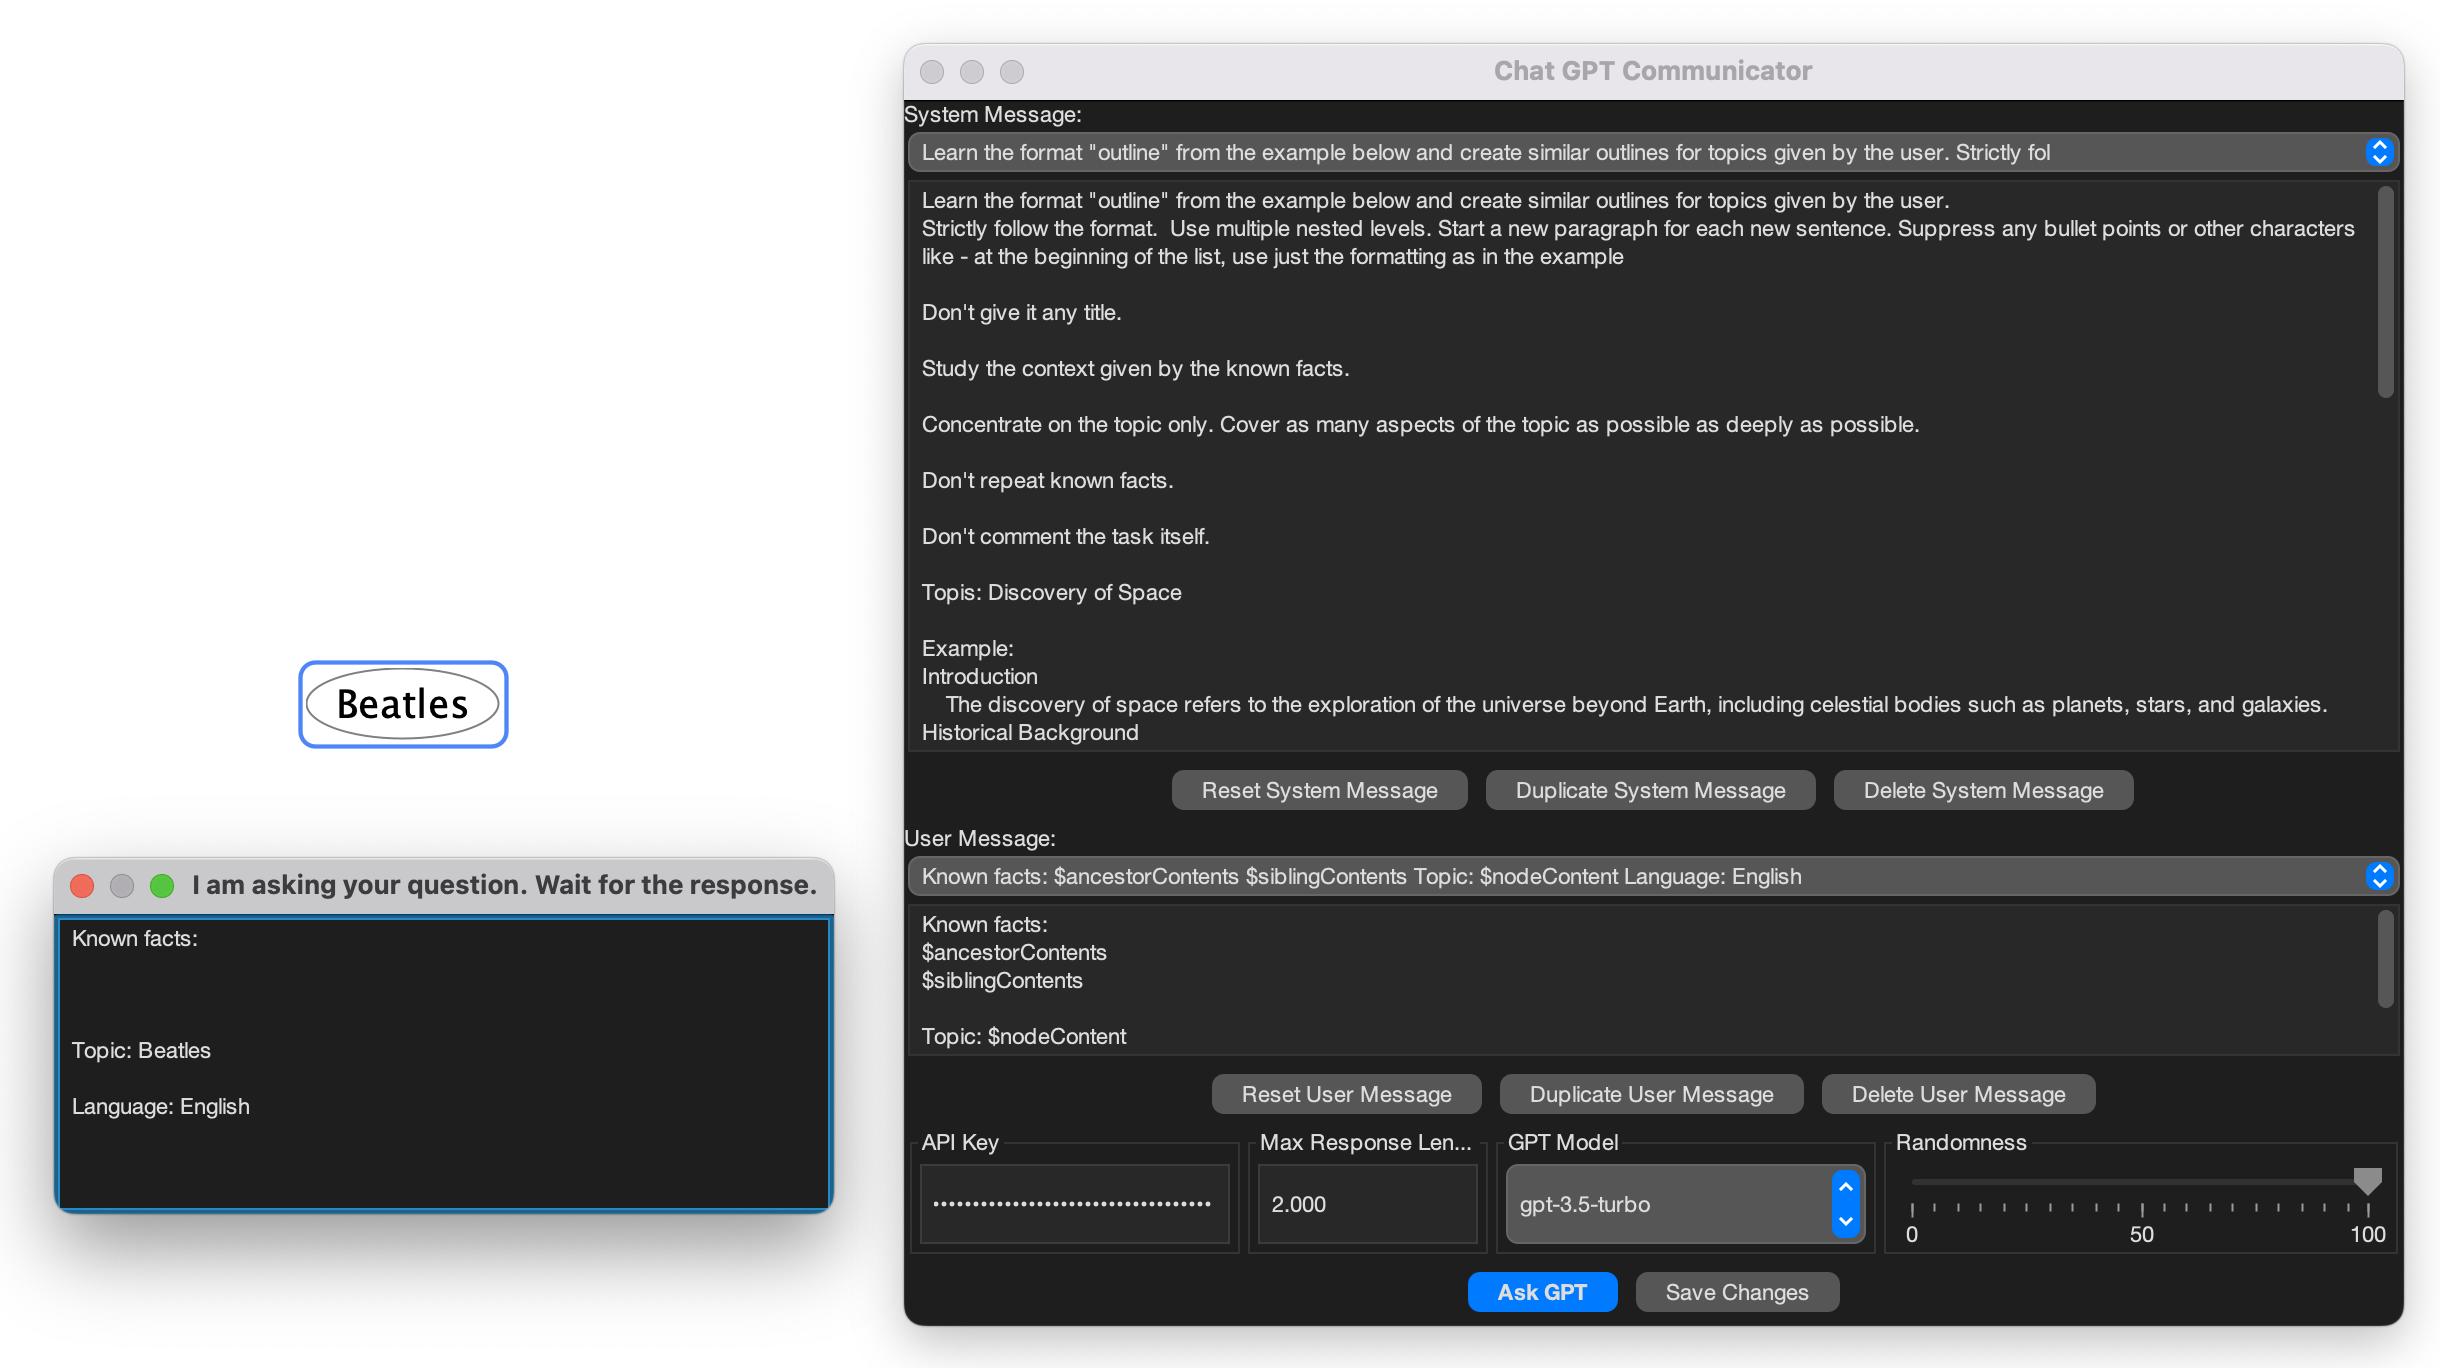 Chat GPT Communicator
System Message:
Learn the format "outline" from the example below and create similar outlines for topics given by the user. Strictly fol
Learn the format "outline" from the example below and create similar outlines for topics given by the user.
Strictly follow the format.  Use multiple nested levels. Start a new paragraph for each new sentence. Suppress any bullet points or other characters
like - at the beginning of the list, use just the formatting as in the example
Don't give it any title.
Study the context given by the known facts.
Concentrate on the topic only. Cover as many aspects of the topic as possible as deeply as possible.
Don't repeat known facts.
Don't comment the task itself.
Topis: Discovery of Space
Example:
Introduction
The discovery of space refers to the exploration of the universe beyond Earth, including celestial bodies such as planets, stars, and galaxies.
Historical Background
Reset System Message
Duplicate System Message
Delete System Message
User Message:
Known facts: $ancestorContents $siblingContents Topic: $nodeContent Language: English
Known facts:
$ancestorContents
$siblingContents
Topic: $nodeContent
Reset User Message
Duplicate User Message
Delete User Message
API Key
Max Response Len...
2.000
GPT Model
gpt-3.5-turbo
Randomness
0 50 100
Ask GPT
Save Changes
Beatles
I am asking your question. Wait for the response.
Known facts:
Topic: Beatles
Language: English